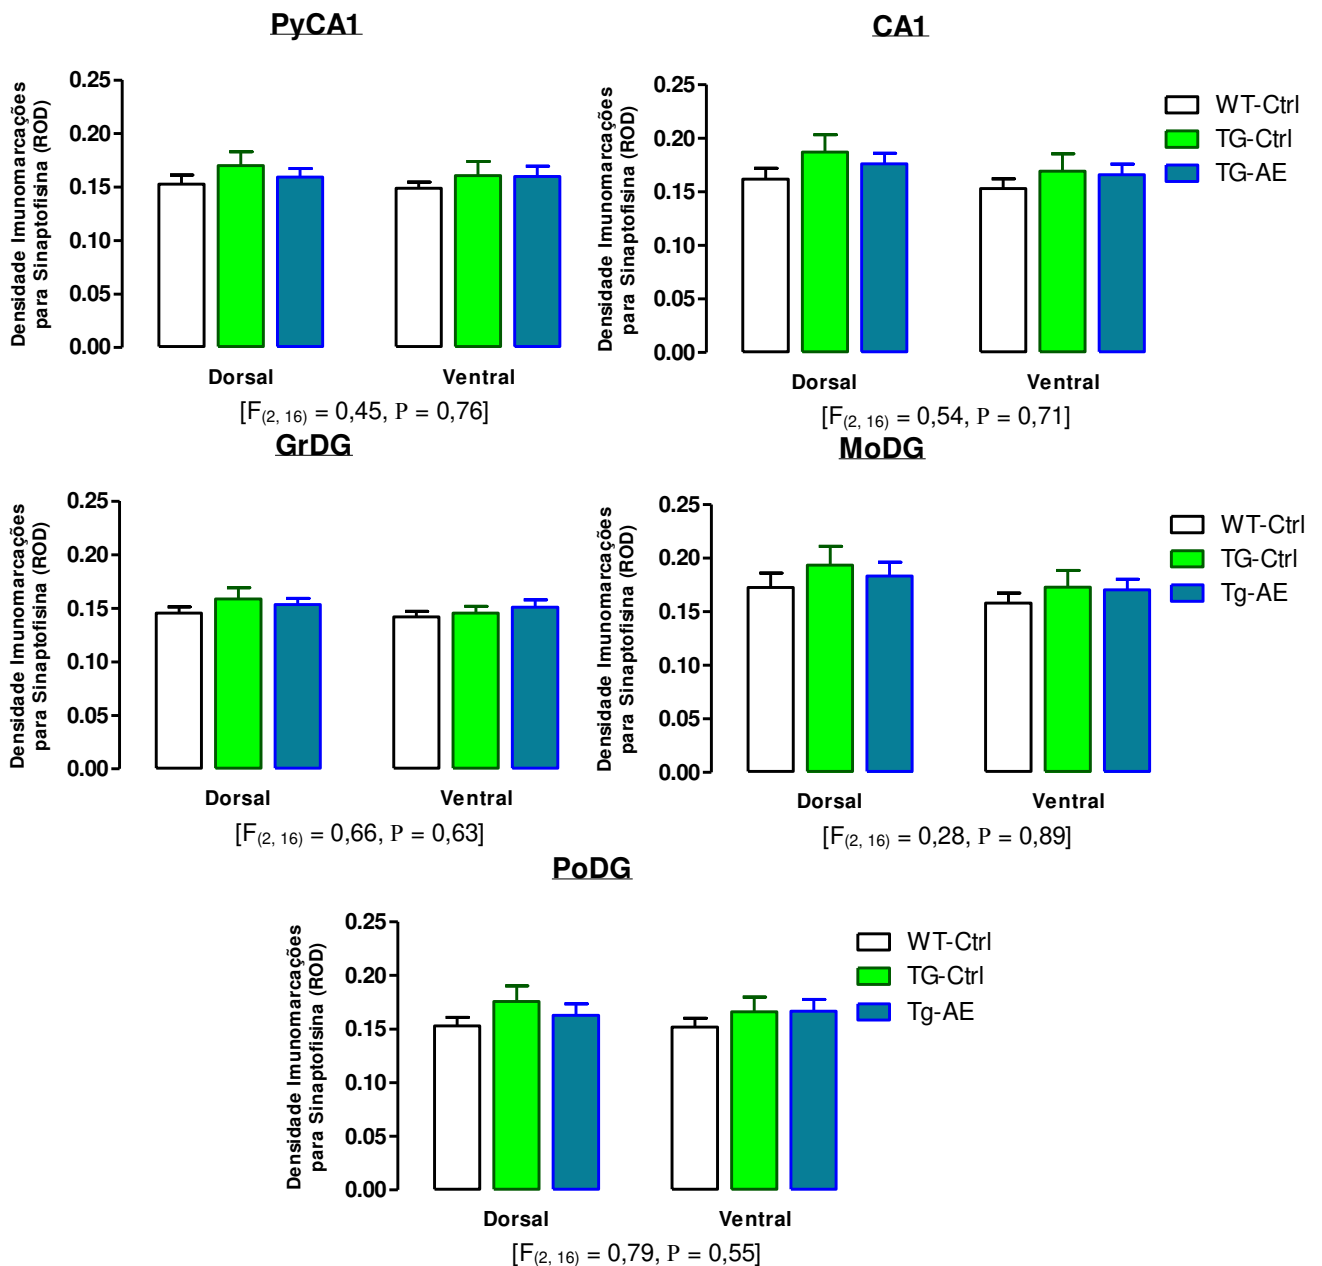 PyCA1
Densidade Imunomarcações
para Sinaptofisina (ROD)
0.25
0.20
0.15
0.10
0.05
0.00
Dorsal
Ventral
[F(2, 16) = 0,45, P = 0,76]
CA1
Densidade Imunomarcações
para Sinaptofisina (ROD)
0.25
0.20
0.15
0.10
0.05
0.00
Dorsal
Ventral
[F(2, 16) = 0,54, P = 0,71]
WT-Ctrl
TG-Ctrl
TG-AE
GrDG
Densidade Imunomarcações
para Sinaptofisina (ROD)
0.25
0.20
0.15
0.10
0.05
0.00
Dorsal
Ventral
[F(2, 16) = 0,66, P = 0,63]
MoDG
Densidade Imunomarcações
para Sinaptofisina (ROD)
0.25
0.20
0.15
0.10
0.05
0.00
Dorsal
Ventral
[F(2, 16) = 0,28, P = 0,89]
WT-Ctrl
TG-Ctrl
Tg-AE
PoDG
Densidade Imunomarcações
para Sinaptofisina (ROD)
0.25
0.20
0.15
0.10
0.05
0.00
Dorsal
Ventral
[F(2, 16) = 0,79, P = 0,55]
WT-Ctrl
TG-Ctrl
Tg-AE